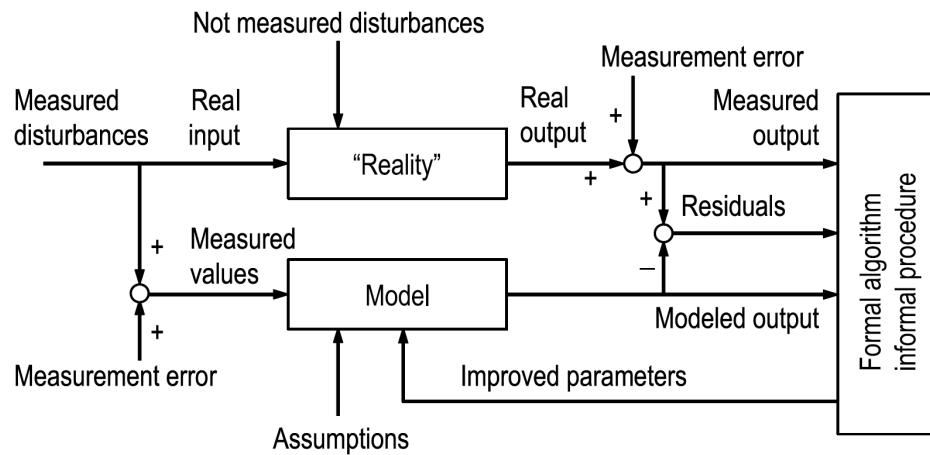 Not measured disturbances
Measurement error
Measured
disturbances
Real
input
Real
output
Measured
output
+
“Reality”
+
+
Residuals
+
Measured
values
−
Model
+
Modeled output
Measurement error
Improved parameters
Assumptions
Formal algorithm
informal procedure